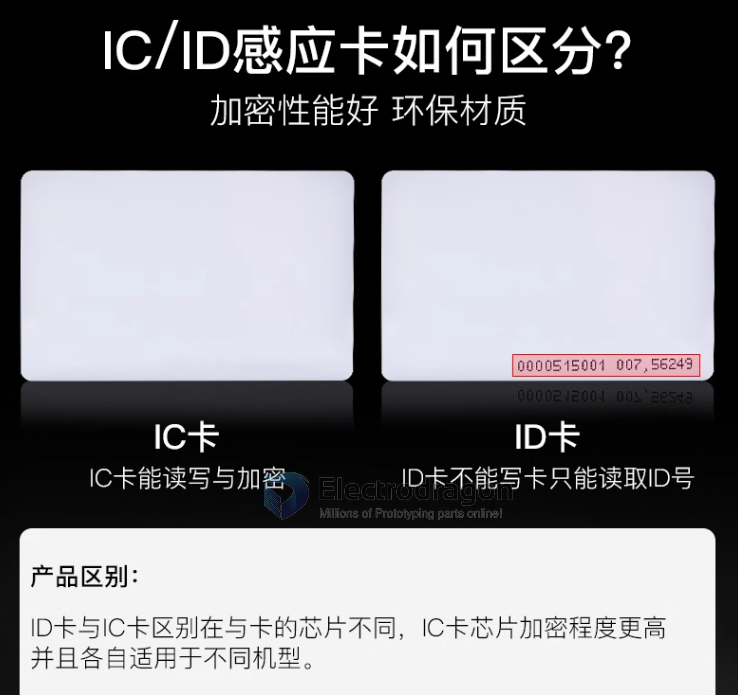 IC/ID感应卡如何区分?
加密性能好 环保材质
0000515001 007,56249
IC卡
ID卡
IC卡能读写与加密
ID卡不能写卡只能读取ID号
Electrodragon
Millions of Prototyping parts online!
产品区别:
ID卡与IC卡区别在与卡的芯片不同, IC卡芯片加密程度更高
并且各自适用于不同机型。